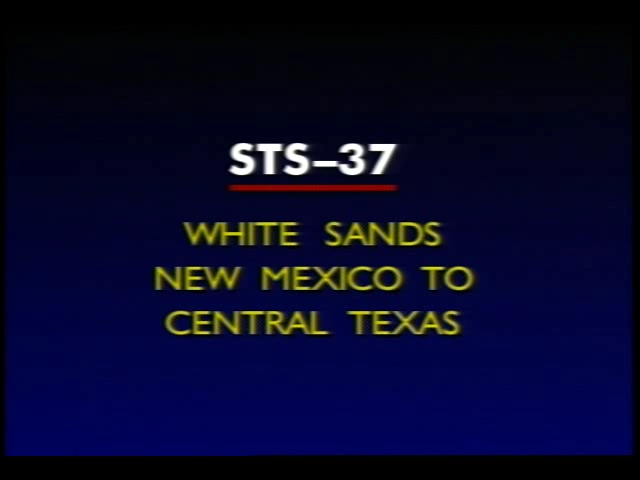 STS-37
WHITE SANDS
NEW MEXICO TO
CENTRAL TEXAS